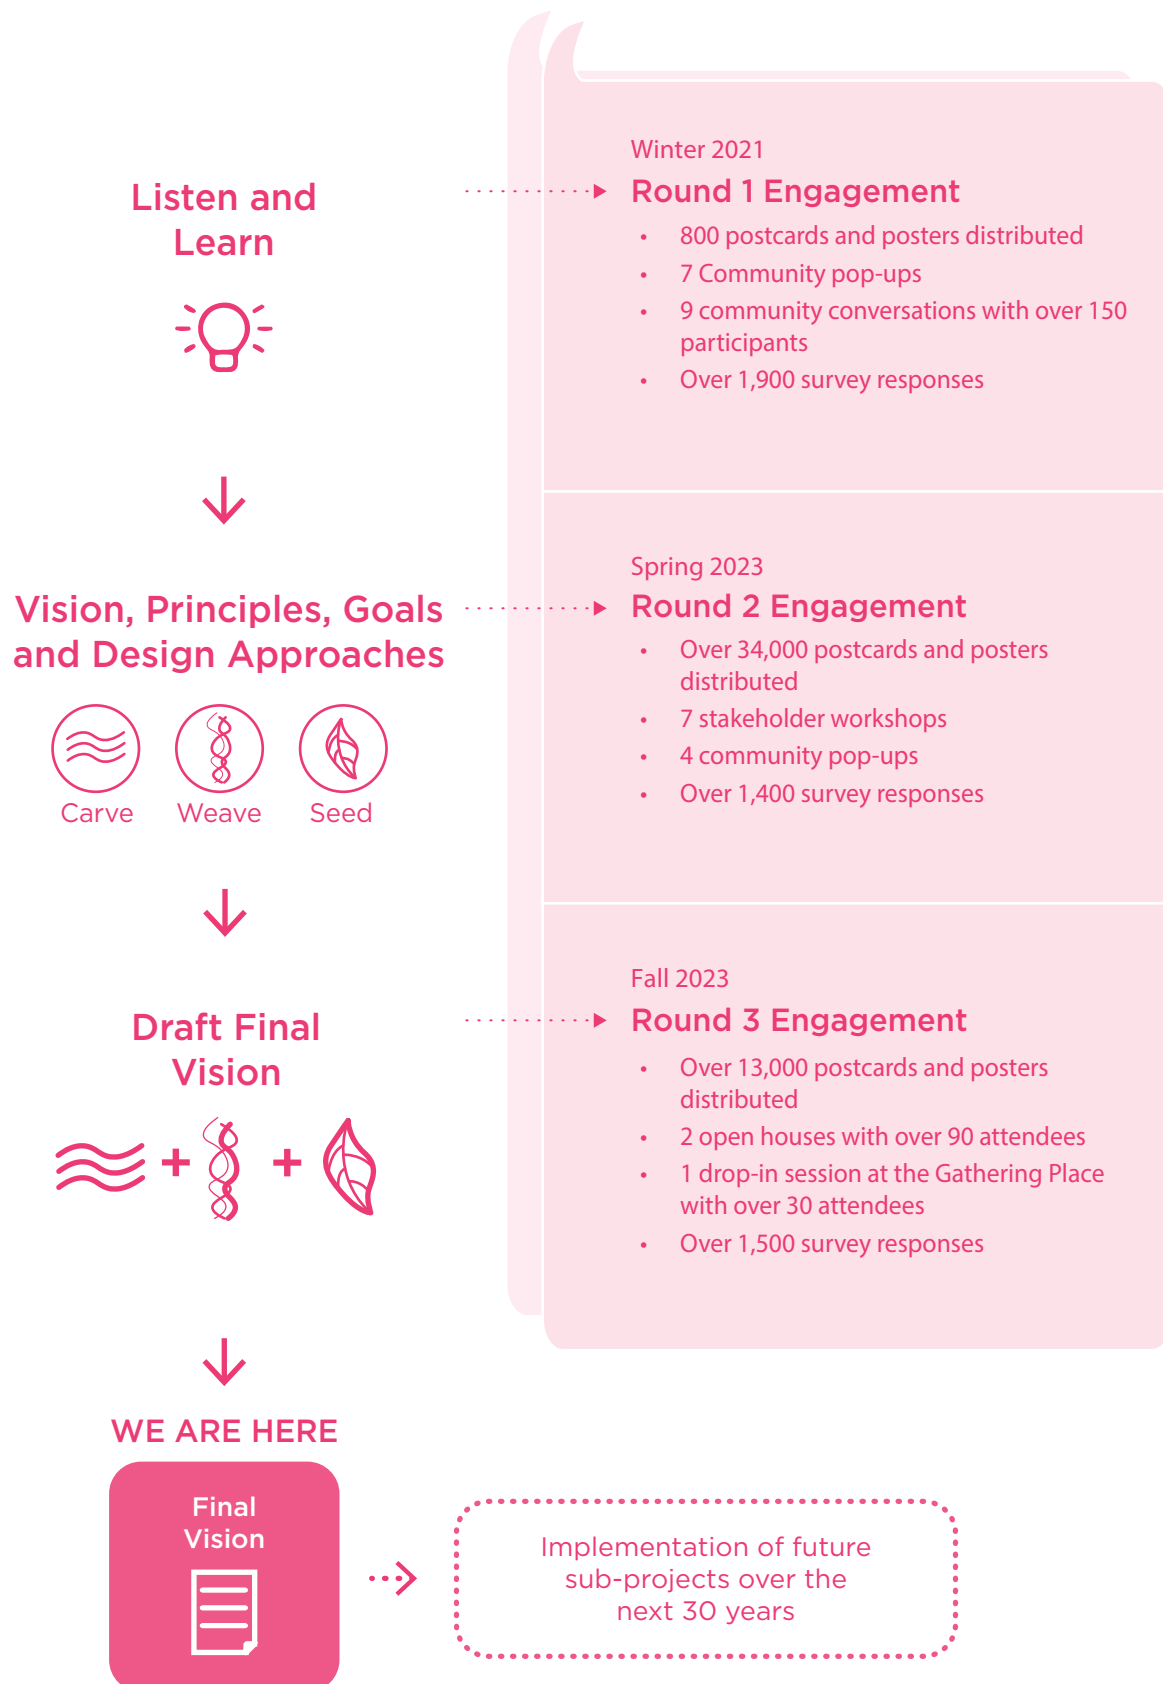 Listen and
Learn
Winter 2021
Round 1 Engagement
• 800 postcards and posters distributed
• 7 Community pop-ups
• 9 community conversations with over 150
participants
• Over 1,900 survey responses
Vision, Principles, Goals
and Design Approaches
Carve
Weave
Seed
Spring 2023
Round 2 Engagement
• Over 34,000 postcards and posters
distributed
• 7 stakeholder workshops
• 4 community pop-ups
• Over 1,400 survey responses
Draft Final
Vision
Fall 2023
Round 3 Engagement
• Over 13,000 postcards and posters
distributed
• 2 open houses with over 90 attendees
• 1 drop-in session at the Gathering Place
with over 30 attendees
• Over 1,500 survey responses
WE ARE HERE
Final
Vision
Implementation of future
sub-projects over the
next 30 years